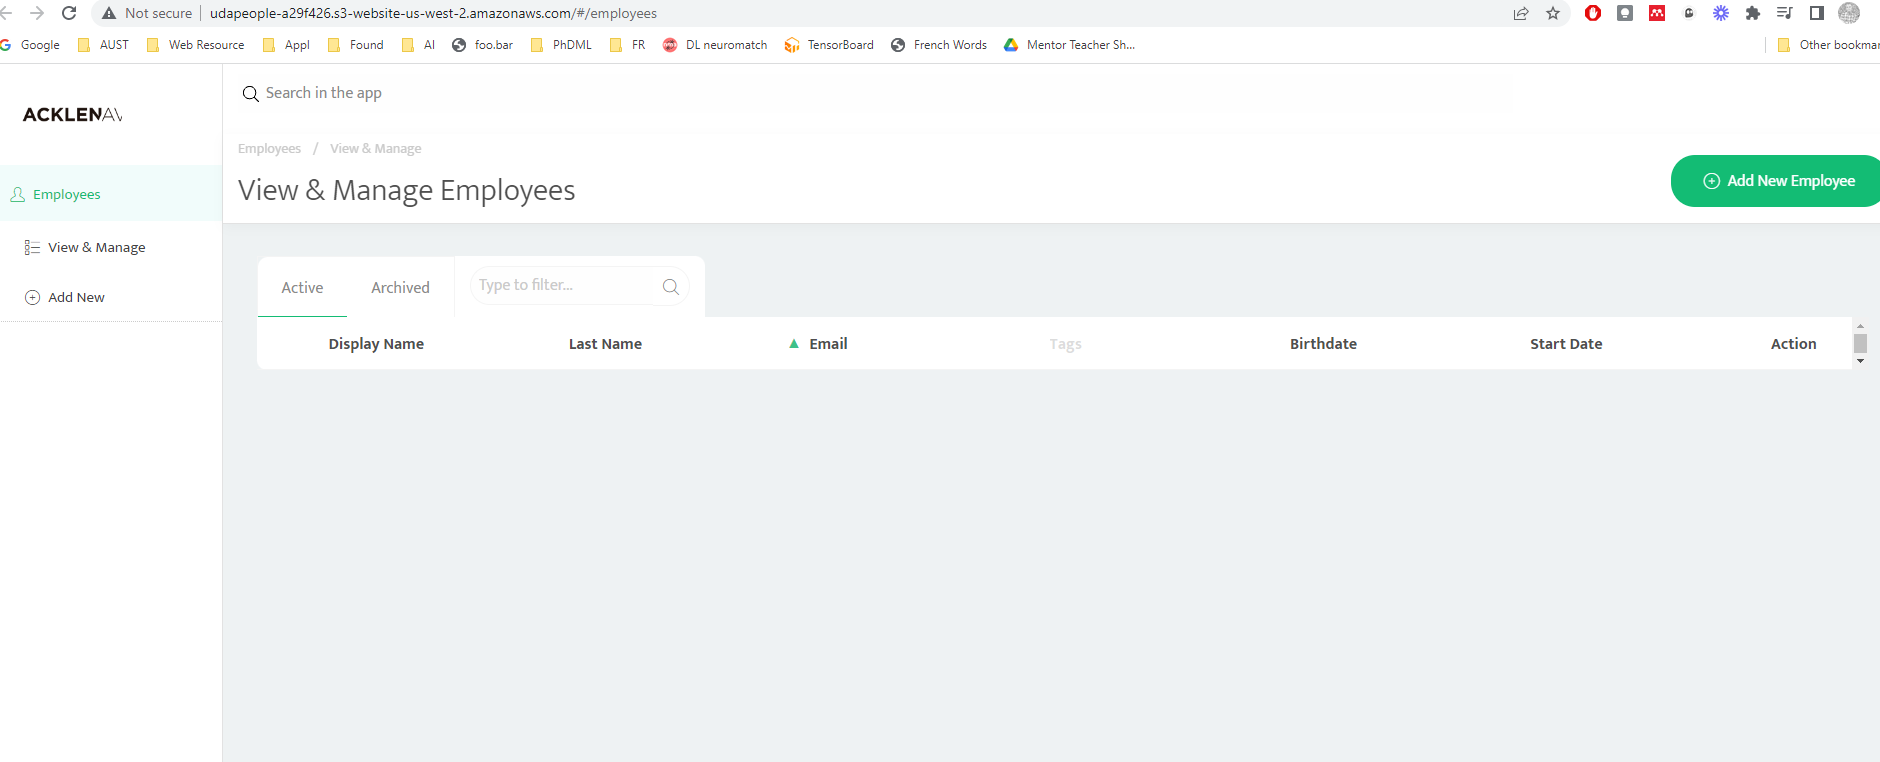 Not secure udapeople-a29f426.s3-website-us-west-2.amazonaws.com/#/employees
Google AUST Web Resource Appl Found AI foo.bar PhDML FR DL neuromatch TensorBoard French Words Mentor Teacher Sh... Other bookmar
Search in the app
ACKLENAV
Employees / View & Manage
View & Manage Employees
Add New Employee
Employees
View & Manage
Add New
Active Archived Type to filter...
Display Name Last Name ▲ Email Tags Birthdate Start Date Action